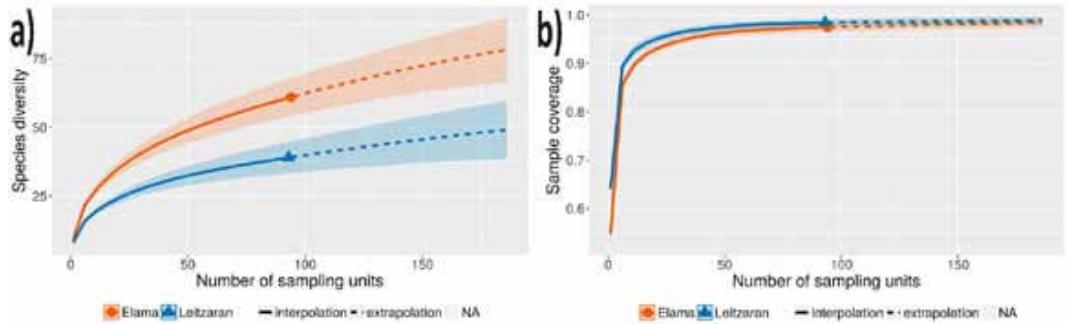 a)
Species diversity
75
50
25
0 50 100 150
Number of sampling units
Elama Leitzaran interpolation extrapolation NA
b)
Sample coverage
1.0
0.9
0.8
0.7
0.6
0 50 100 150
Number of sampling units
Elama Leitzaran interpolation extrapolation NA